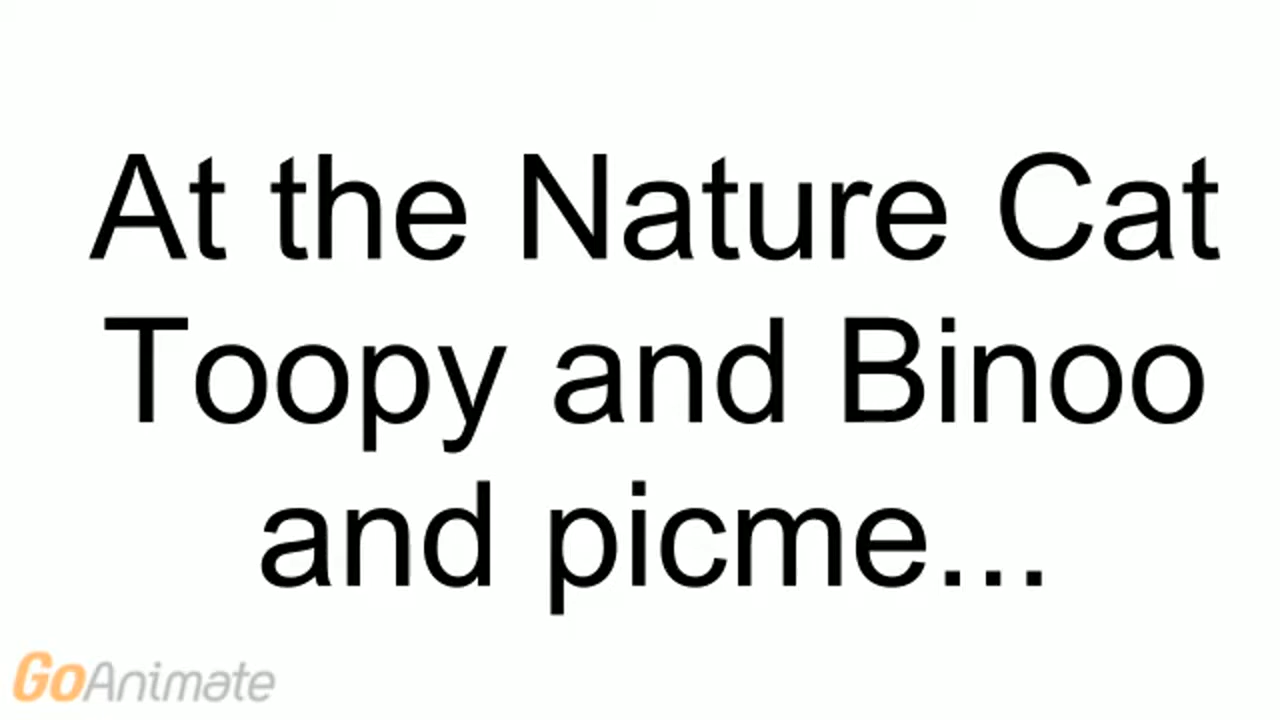 At the Nature Cat
Toopy and Binoo
and picme...
GoAnimate